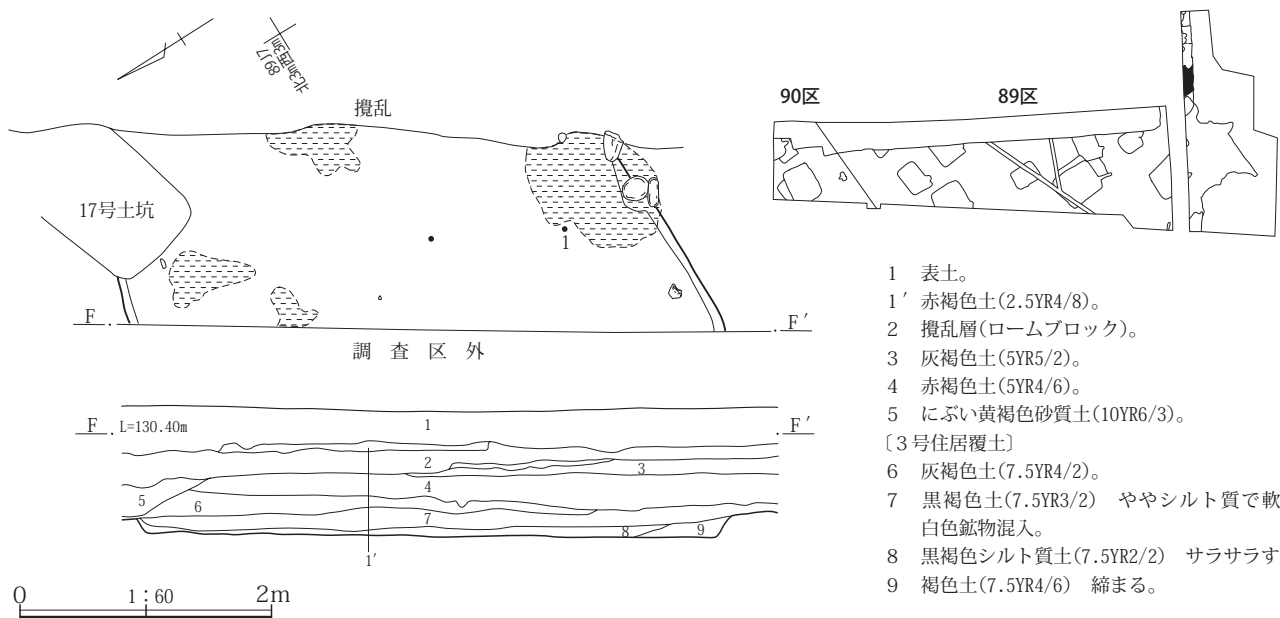 89J7
北3m西3m
攪乱
90区
89区
17号土坑
1
F
F′
調査区外
1 表土。
1′ 赤褐色土(2.5YR4/8)。
2 攪乱層(ロームブロック)。
3 灰褐色土(5YR5/2)。
4 赤褐色土(5YR4/6)。
5 にぶい黄褐色砂質土(10YR6/3)。
〔3号住居覆土〕
6 灰褐色土(7.5YR4/2)。
7 黒褐色土(7.5YR3/2) ややシルト質で軟
白色鉱物混入。
8 黒褐色シルト質土(7.5YR2/2) サラサラす
9 褐色土(7.5YR4/6) 締まる。
F
L=130.40m
F′
1
2
3
4
5
6
7
8
9
1′
0 1:60 2m